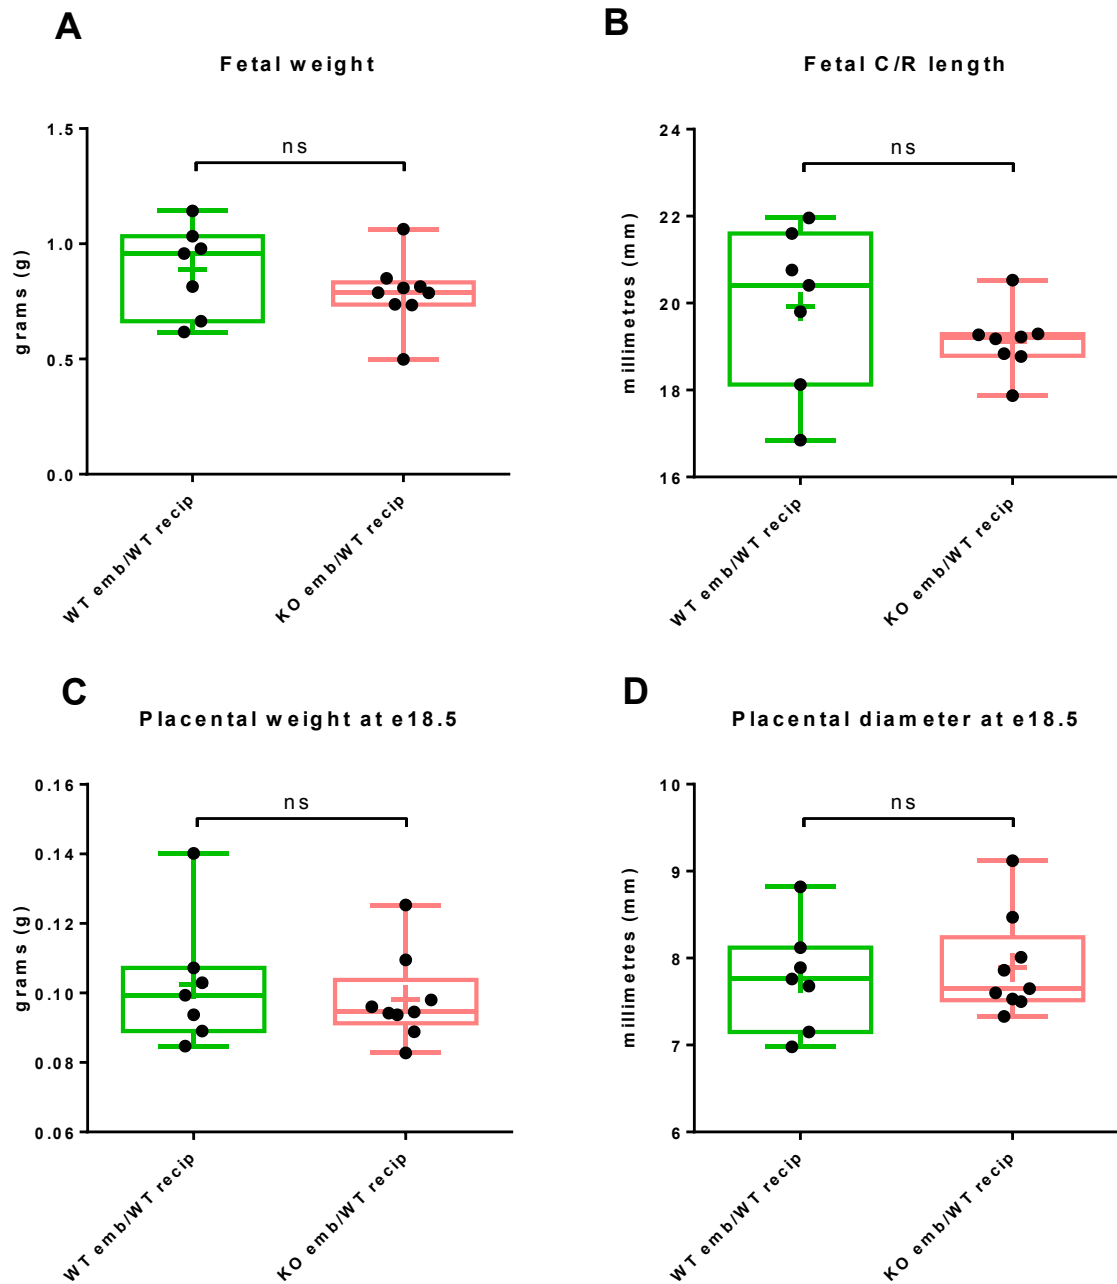 A
Fetal weight
1.5
1.0
0.5
0.0
grams (g)
ns
WT emb/WT recip
KO emb/WT recip
B
Fetal C/R length
24
22
20
18
16
millimetres (mm)
ns
WT emb/WT recip
KO emb/WT recip
C
Placental weight at e18.5
0.16
0.14
0.12
0.10
0.08
0.06
grams (g)
ns
WT emb/WT recip
KO emb/WT recip
D
Placental diameter at e18.5
10
9
8
7
6
millimetres (mm)
ns
WT emb/WT recip
KO emb/WT recip